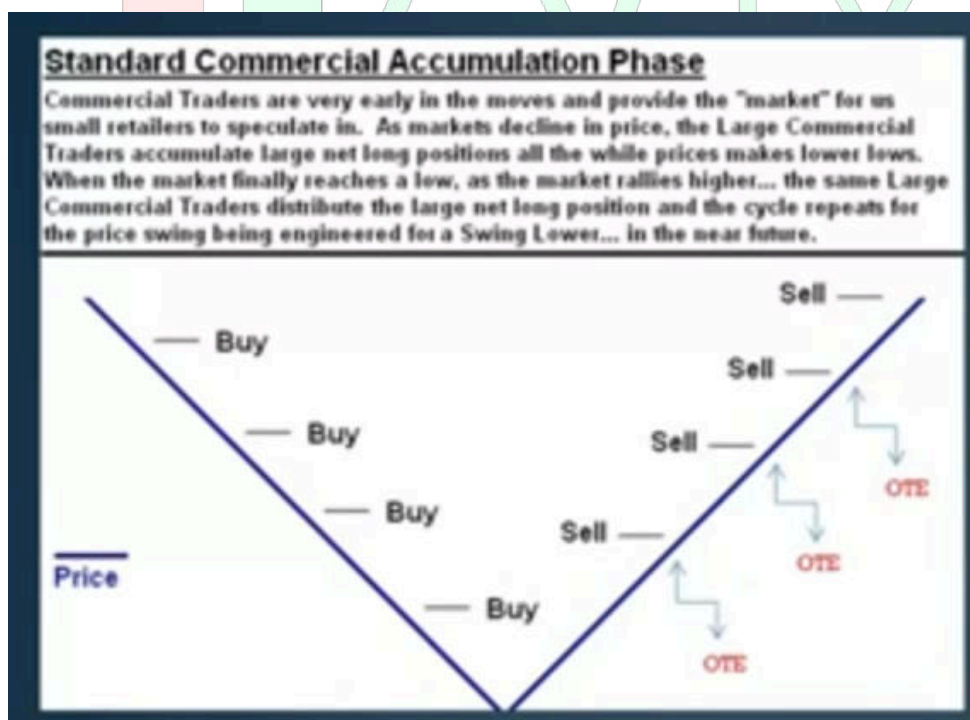 Standard Commercial Accumulation Phase
Commercial Traders are very early in the moves and provide the "market" for us
small retailers to speculate in. As markets decline in price, the Large Commercial
Traders accumulate large net long positions all the while prices makes lower lows.
When the market finally reaches a low, as the market rallies higher... the same Large
Commercial Traders distribute the large net long position and the cycle repeats for
the price swing being engineered for a Swing Lower... in the near future.
Sell
Buy
Sell
Buy
Sell
OTE
Buy
Sell
OTE
Price
Buy
OTE